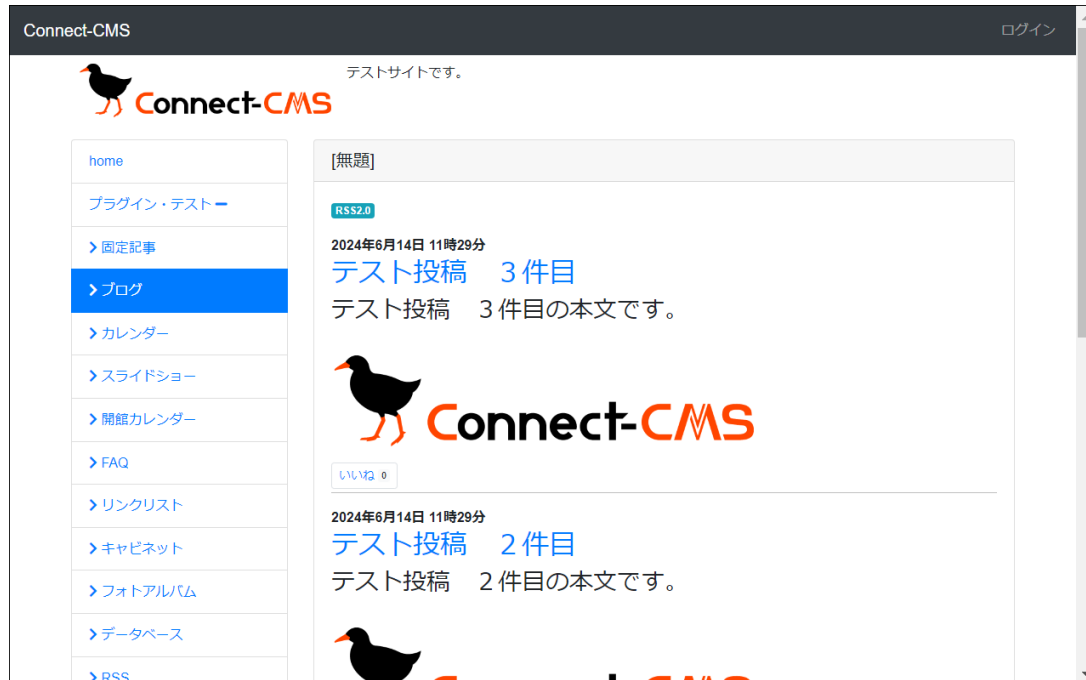 Connect-CMS
ログイン
Connect-CMS
テストサイトです。
home
プラグイン・テスト
固定記事
ブログ
カレンダー
スライドショー
開館カレンダー
FAQ
リンクリスト
キャビネット
フォトアルバム
データベース
RSS
[無題]
RSS2.0
2024年6月14日 11時29分
テスト投稿　３件目
テスト投稿　３件目の本文です。
Connect-CMS
いいね 0
2024年6月14日 11時29分
テスト投稿　２件目
テスト投稿　２件目の本文です。
Connect-CMS